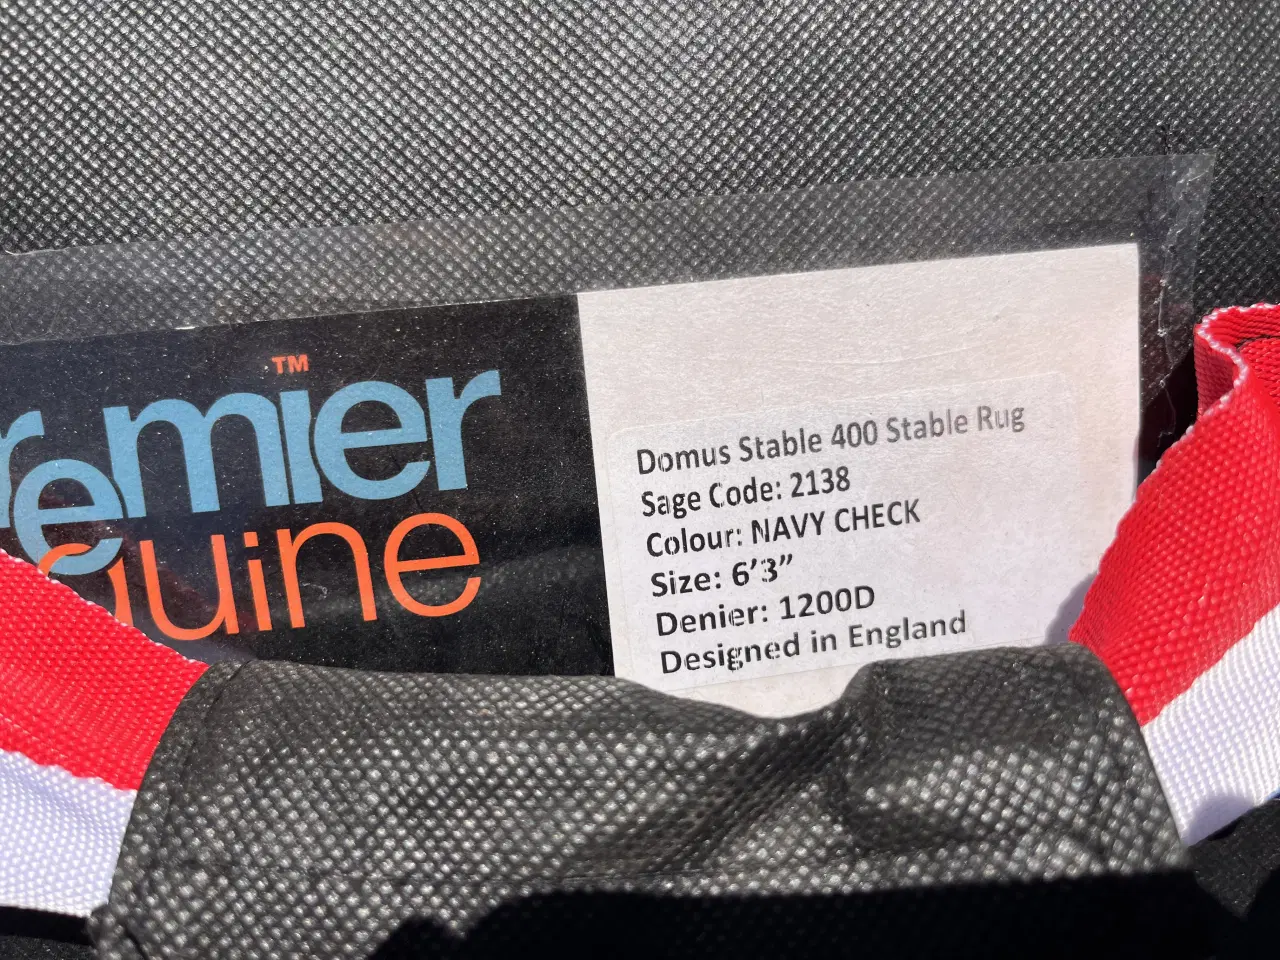 remier
TM
quine
Domus Stable 400 Stable Rug
Sage Code: 2138
Colour: NAVY CHECK
Size: 6’3”
Denier: 1200D
Designed in England